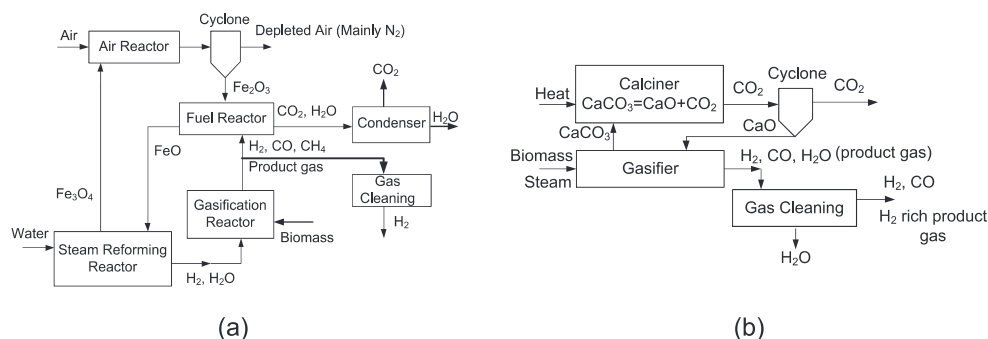 Cyclone
Air
Air Reactor
Depleted Air (Mainly N₂)
Fe₂O₃
CO₂
Fuel Reactor
CO₂, H₂O
Condenser
H₂O
FeO
H₂, CO, CH₄
Product gas
Fe₃O₄
Gasification
Reactor
Gas
Cleaning
Biomass
H₂
Water
Steam Reforming
Reactor
H₂, H₂O
(a)
Calciner
CaCO₃=CaO+CO₂
Heat
CO₂
Cyclone
CO₂
CaCO₃
CaO
Biomass
Steam
Gasifier
H₂, CO, H₂O (product gas)
Gas Cleaning
H₂, CO
H₂ rich product
gas
H₂O
(b)